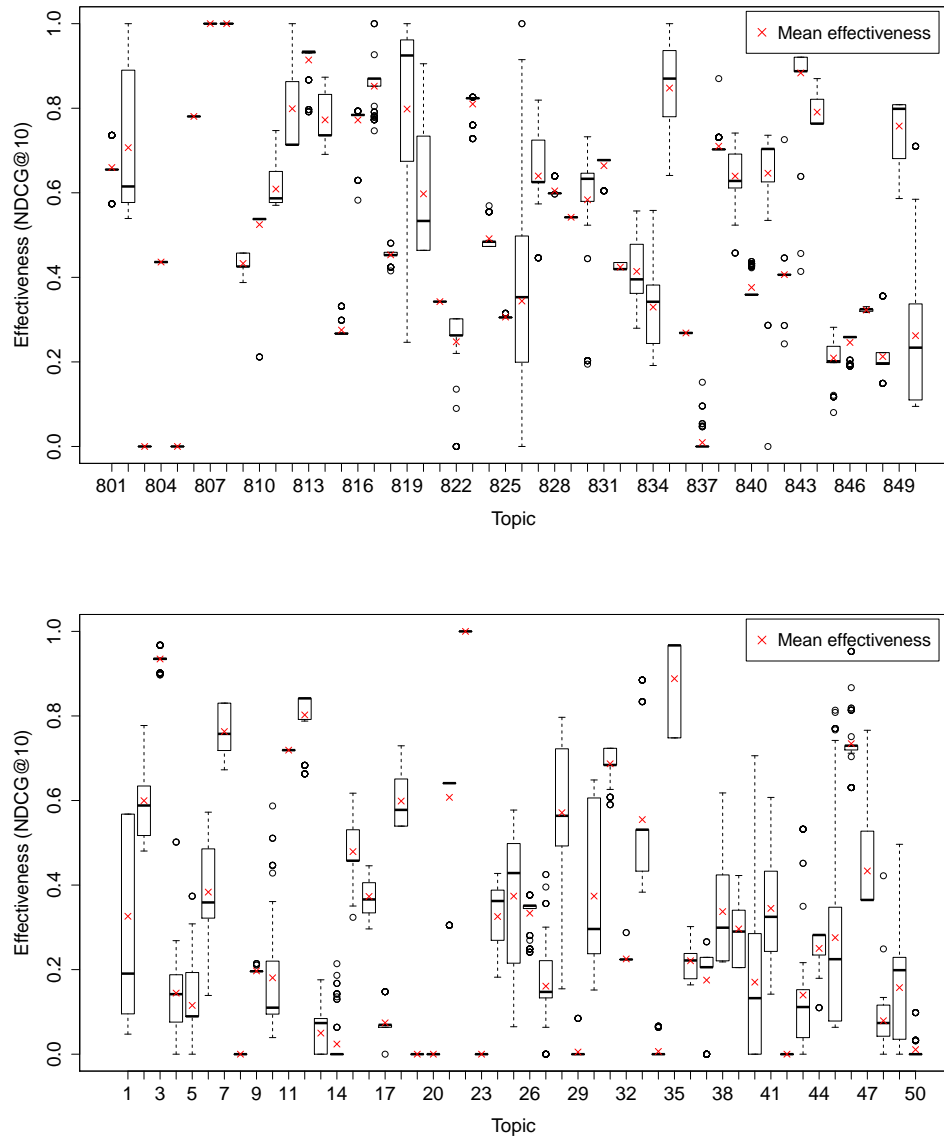 Mean effectiveness
Effectiveness (NDCG@10)
1.0
0.8
0.6
0.4
0.2
0.0
801 804 807 810 813 816 819 822 825 828 831 834 837 840 843 846 849
Topic
Mean effectiveness
Effectiveness (NDCG@10)
1.0
0.8
0.6
0.4
0.2
0.0
1 3 5 7 9 11 14 17 20 23 26 29 32 35 38 41 44 47 50
Topic